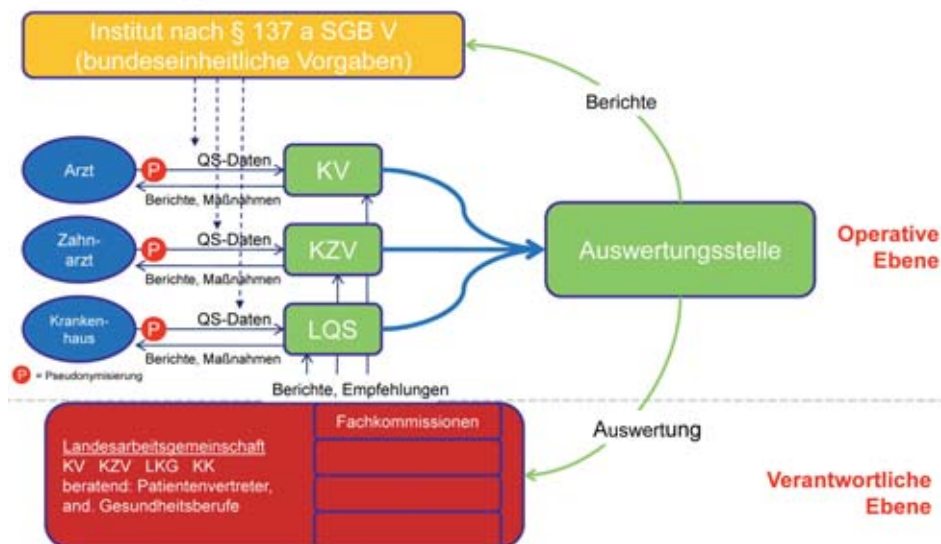 Institut nach § 137 a SGB V
(bundeseinheitliche Vorgaben)
Berichte
Arzt
P
QS-Daten
KV
Berichte, Maßnahmen
Zahn-
arzt
P
QS-Daten
KZV
Berichte, Maßnahmen
Auswertungsstelle
Operative
Ebene
Kranken-
haus
P
QS-Daten
LQS
Berichte, Maßnahmen
P = Pseudonymisierung
Berichte, Empfehlungen
Fachkommissionen
Auswertung
Landesarbeitsgemeinschaft
KV KZV LKG KK
beratend: Patientenvertreter,
and. Gesundheitsberufe
Verantwortliche
Ebene